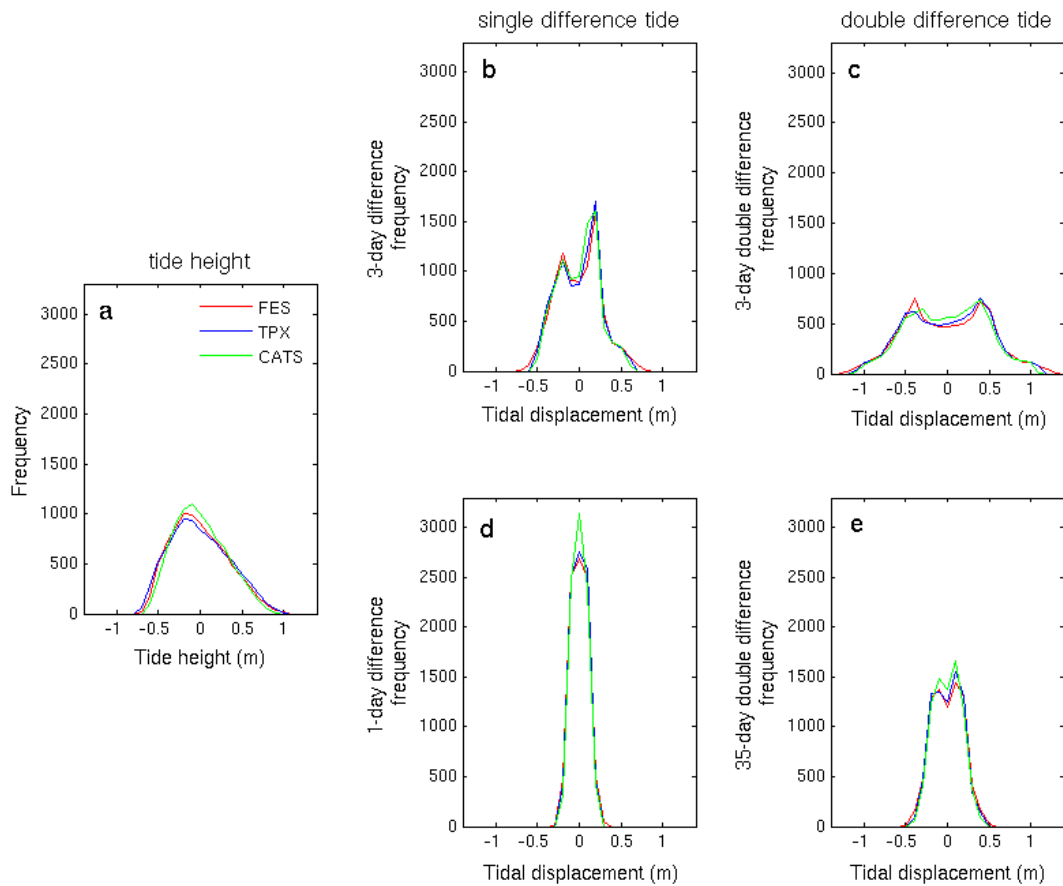 single difference tide
double difference tide
b
3000
2500
2000
1500
1000
500
0
-1
-0.5
0
0.5
1
3-day difference
frequency
Tidal displacement (m)
c
3000
2500
2000
1500
1000
500
0
-1
-0.5
0
0.5
1
3-day double difference
frequency
Tidal displacement (m)
tide height
a
FES
TPX
CATS
3000
2500
2000
1500
1000
500
0
-1
-0.5
0
0.5
1
Frequency
Tide height (m)
d
3000
2500
2000
1500
1000
500
0
-1
-0.5
0
0.5
1
1-day difference
frequency
Tidal displacement (m)
e
3000
2500
2000
1500
1000
500
0
-1
-0.5
0
0.5
1
35-day double difference
frequency
Tidal displacement (m)